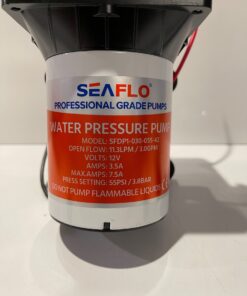 SEAFLO
PROFESSIONAL GRADE PUMPS
WATER PRESSURE PUMP
MODEL: SFDP1-030-055-42
OPEN FLOW: 11.3LPM / 3.0GPM
VOLTS: 12V
AMPS: 3.5A
MAX.AMPS: 7.5A
PRESS SETTING: 55PSI / 3.8BAR
DO NOT PUMP FLAMMABLE LIQUIDS